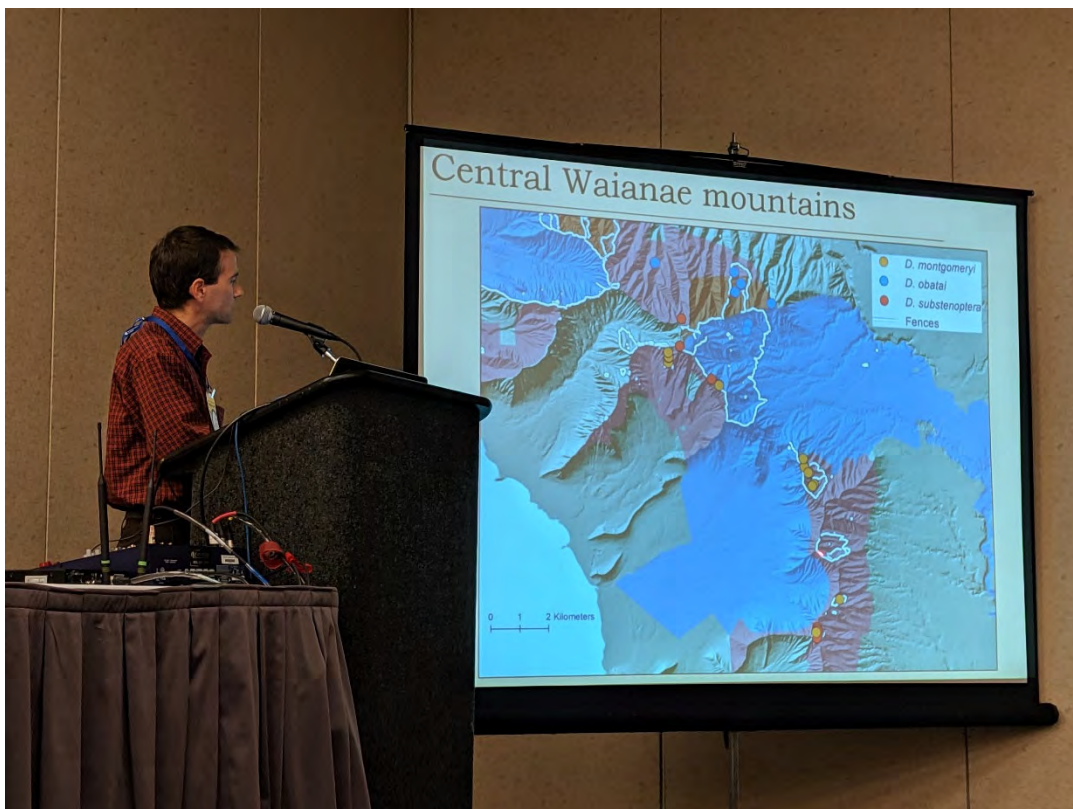 Central Waianae mountains
D. montgomeryi
D. obatai
D. substenoptera
Fences
0 1 2 Kilometers